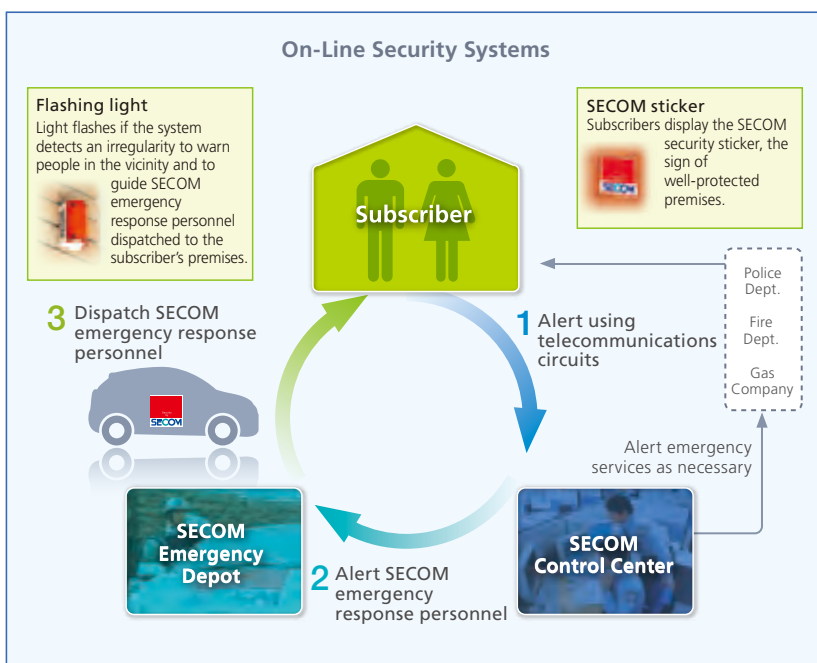 On-Line Security Systems
Flashing light
Light flashes if the system
detects an irregularity to warn
people in the vicinity and to
guide SECOM
emergency
response personnel
dispatched to the
subscriber's premises.
SECOM sticker
Subscribers display the SECOM
security sticker, the
sign of
well-protected
premises.
SECOM
Subscriber
Police
Dept.
Fire
Dept.
Gas
Company
3 Dispatch SECOM
emergency response
personnel
SECOM
1 Alert using
telecommunications
circuits
Alert emergency
services as necessary
SECOM
Emergency
Depot
2 Alert SECOM
emergency
response personnel
SECOM
Control Center